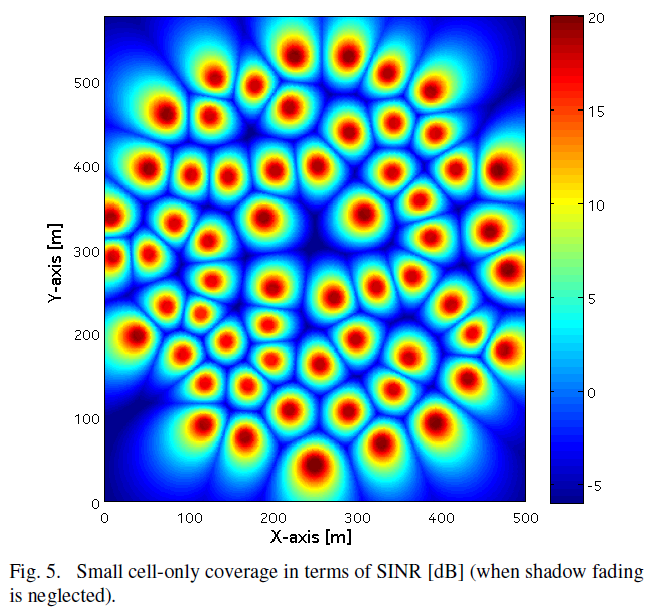 20
500
15
400
10
Y-axis [m]
300
5
200
0
100
-5
0
0 100 200 300 400 500
X-axis [m]
Fig. 5. Small cell-only coverage in terms of SINR [dB] (when shadow fading
is neglected).